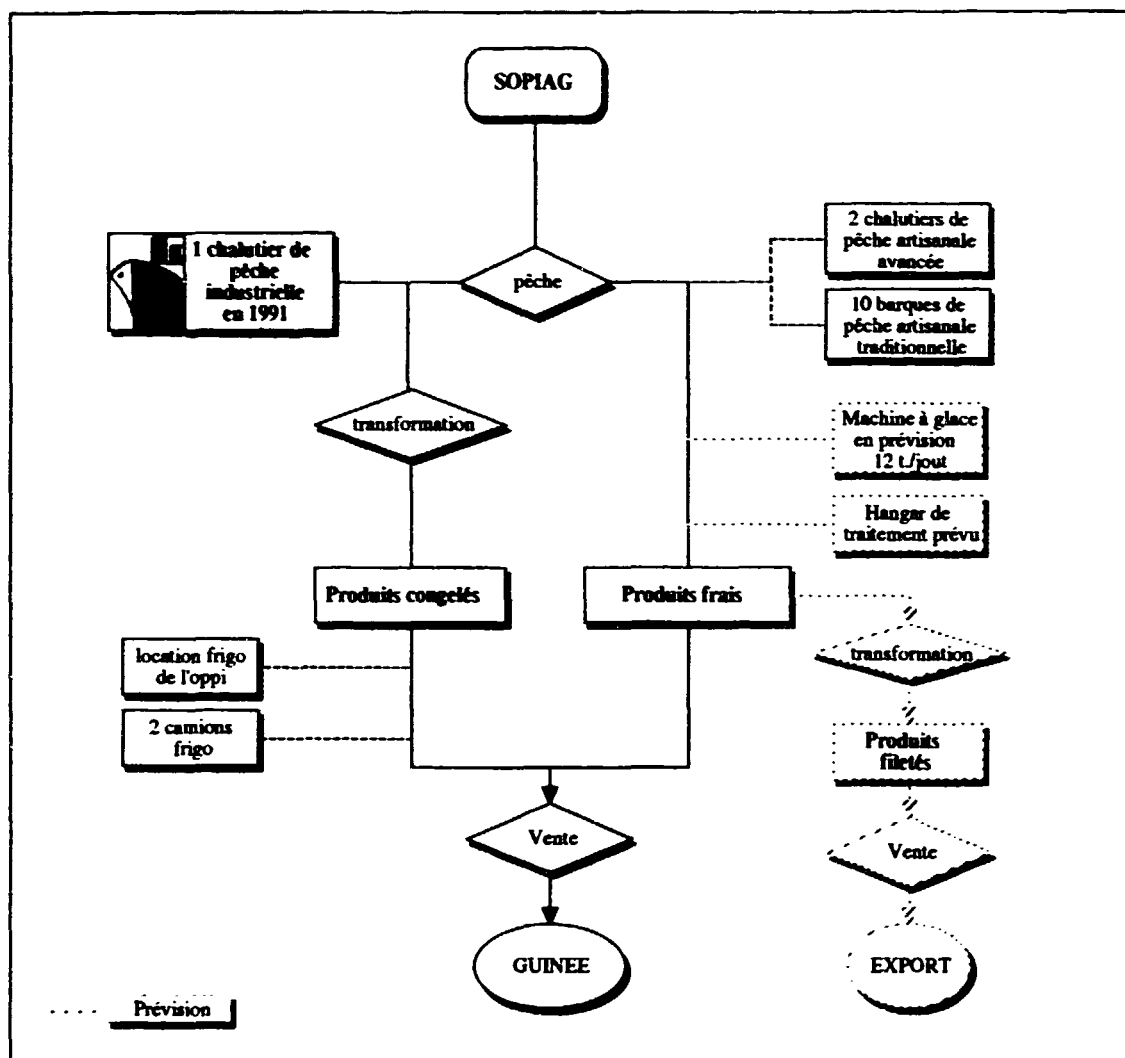 SOPIAG
1 chalutier de
pêche
industrielle
en 1991
pêche
2 chalutiers de
pêche artisanale
avancée
10 barques de
pêche artisanale
traditionnelle
transformation
Machine à glace
en prévision
12 t./jout
Hangar de
traitement prévu
Produits congelés
Produits frais
location frigo
de l'oppi
transformation
2 camions
frigo
Produits
filetés
Vente
Vente
GUINEE
EXPORT
.... Prévision